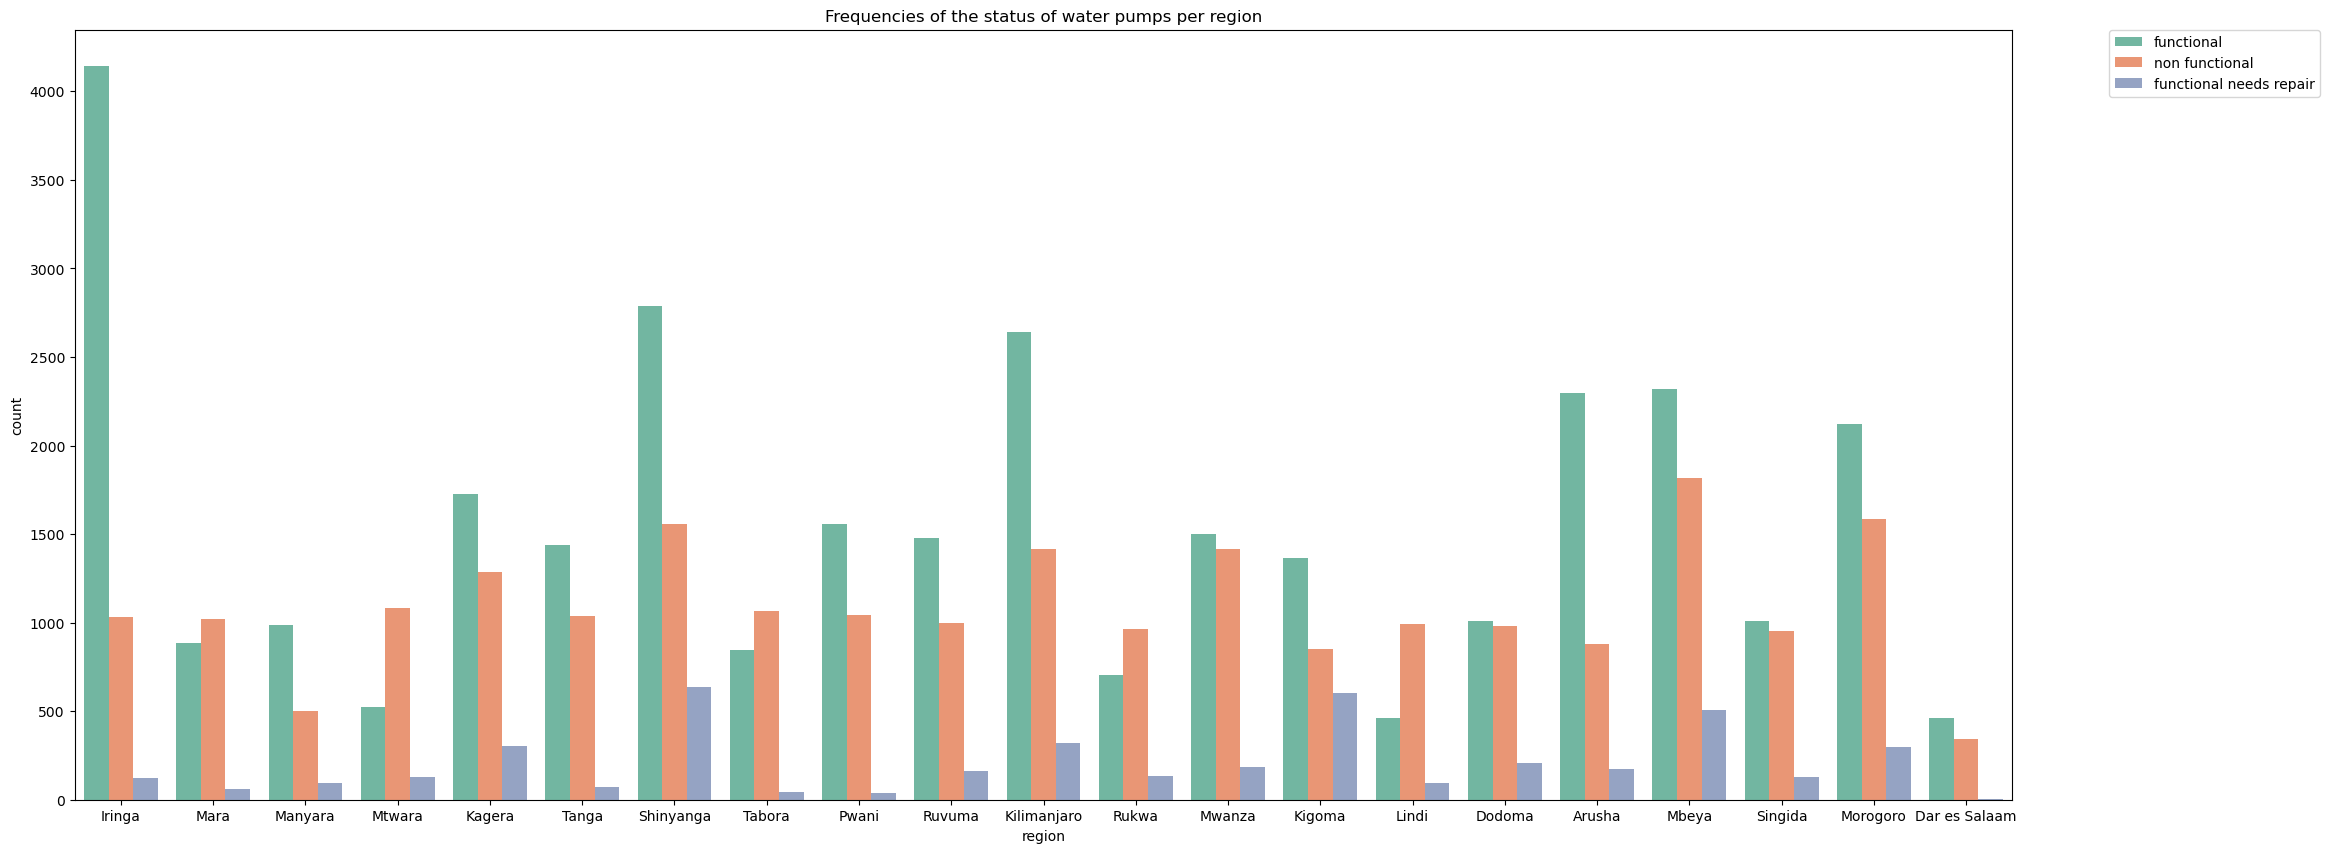 Frequencies of the status of water pumps per region
functional
non functional
functional needs repair
4000
3500
3000
2500
2000
1500
1000
500
0
count
Iringa Mara Manyara Mtwara Kagera Tanga Shinyanga Tabora Pwani Ruvuma Kilimanjaro Rukwa Mwanza Kigoma Lindi Dodoma Arusha Mbeya Singida Morogoro Dar es Salaam
region